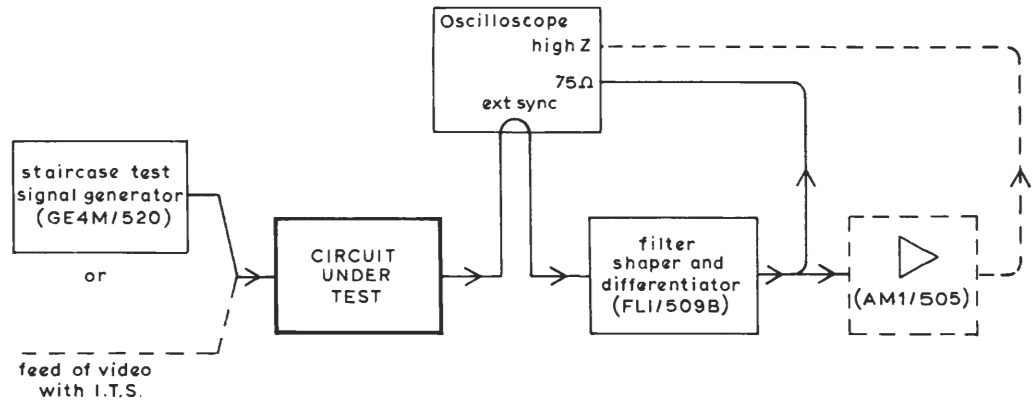 Oscilloscope
high Z
75Ω
ext sync
staircase test
signal generator
(GE4M/520)
or
feed of video
with I.T.S.
CIRCUIT
UNDER
TEST
filter
shaper and
differentiator
(FL1/509B)
(AM1/505)